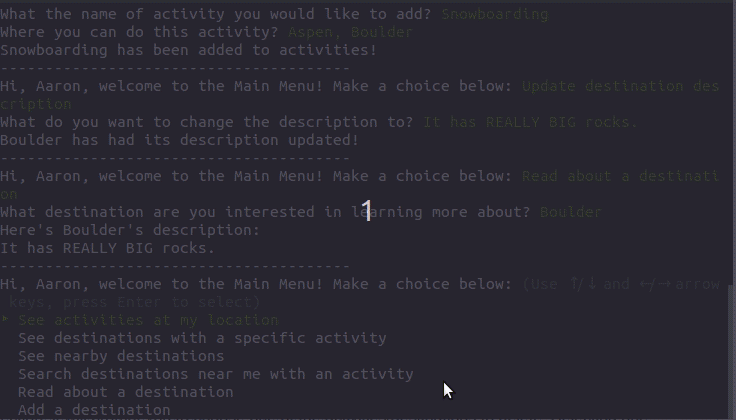 What the name of activity you would like to add? Snowboarding
Where you can do this activity? Aspen, Boulder
Snowboarding has been added to activities!
---------------------------------------
Hi, Aaron, welcome to the Main Menu! Make a choice below: Update destination des
cription
What do you want to change the description to? It has REALLY BIG rocks.
Boulder has had its description updated!
---------------------------------------
Hi, Aaron, welcome to the Main Menu! Make a choice below: Read about a destinati
on
What destination are you interested in learning more about? Boulder
1
Here's Boulder's description:
It has REALLY BIG rocks.
---------------------------------------
Hi, Aaron, welcome to the Main Menu! Make a choice below: (Use ↑/↓ and ←/→ arrow
keys, press Enter to select)
‣ See activities at my location
See destinations with a specific activity
See nearby destinations
Search destinations near me with an activity
Read about a destination
Add a destination